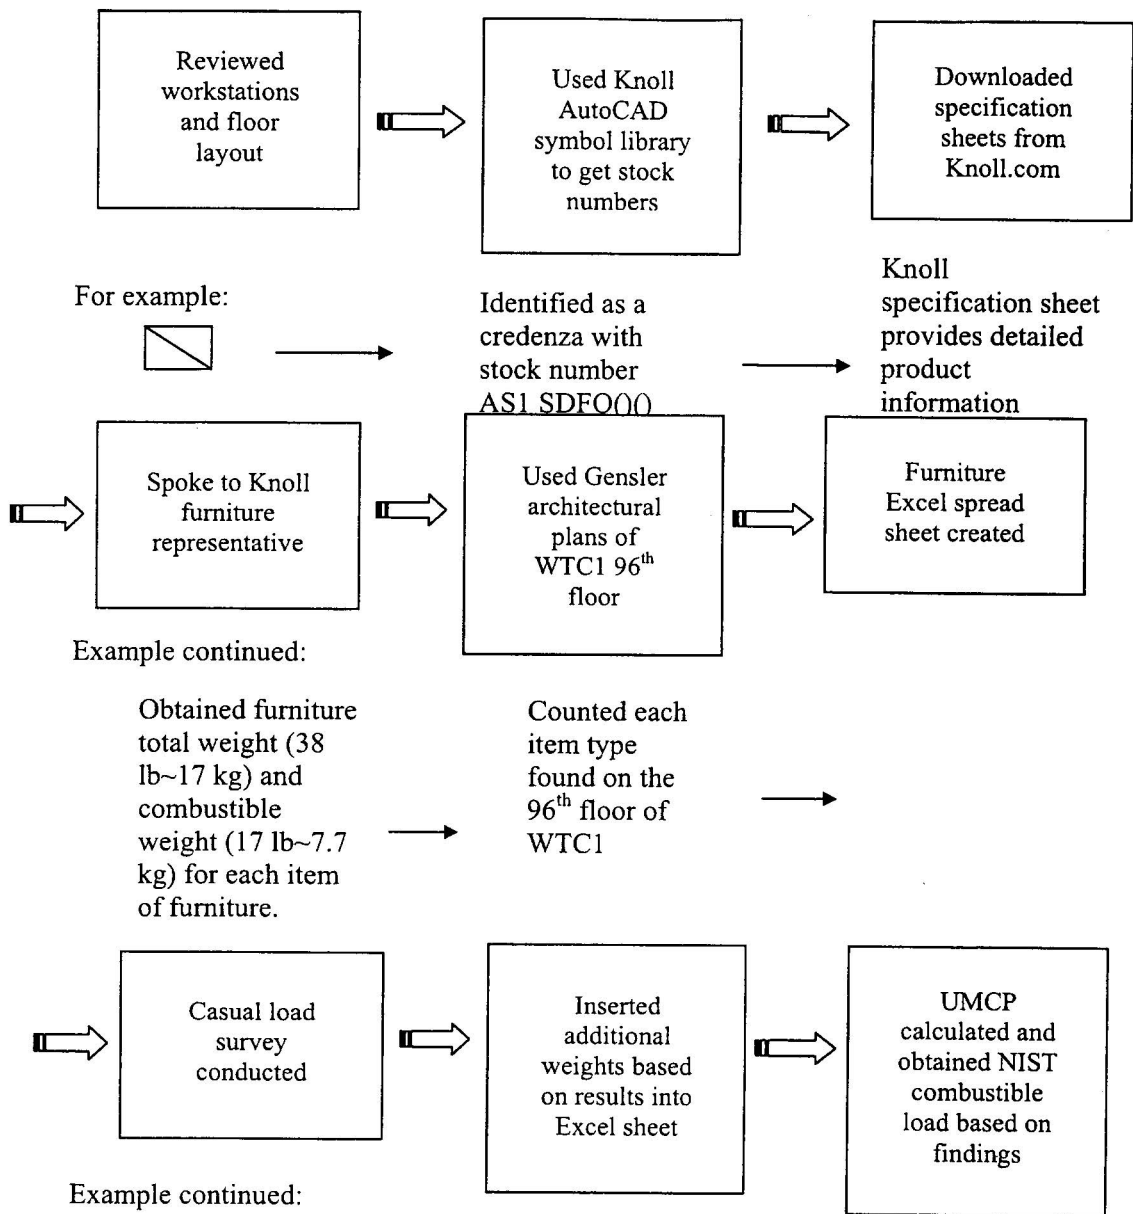 Reviewed
workstations
and floor
layout
Used Knoll
AutoCAD
symbol library
to get stock
numbers
Downloaded
specification
sheets from
Knoll.com
For example:
Identified as a
credenza with
stock number
AS1 SDFO()()
Knoll
specification sheet
provides detailed
product
information
Spoke to Knoll
furniture
representative
Used Gensler
architectural
plans of
WTC1 96th
floor
Furniture
Excel spread
sheet created
Example continued:
Obtained furniture
total weight (38
lb~17 kg) and
combustible
weight (17 lb~7.7
kg) for each item
of furniture.
Counted each
item type
found on the
96th floor of
WTC1
Casual load
survey
conducted
Inserted
additional
weights based
on results into
Excel sheet
UMCP
calculated and
obtained NIST
combustible
load based on
findings
Example continued: